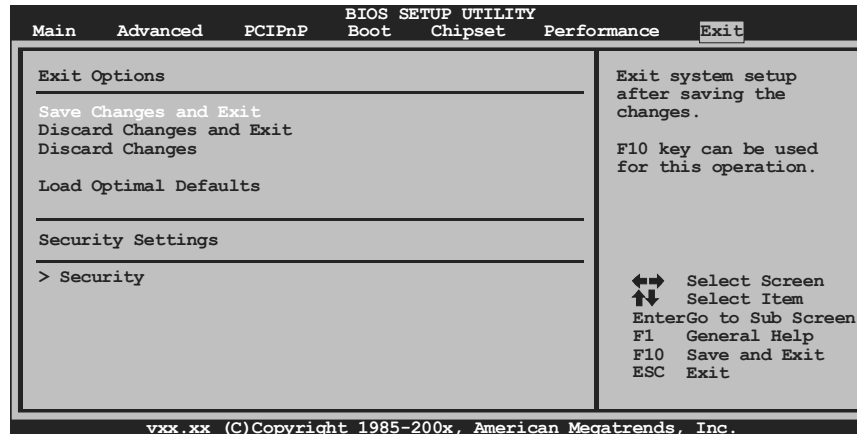 BIOS SETUP UTILITY
Main Advanced PCIPnP Boot Chipset Performance Exit
Exit Options
Save Changes and Exit
Discard Changes and Exit
Discard Changes
Load Optimal Defaults
Security Settings
> Security
Exit system setup
after saving the
changes.
F10 key can be used
for this operation.
Select Screen
Select Item
EnterGo to Sub Screen
F1 General Help
F10 Save and Exit
ESC Exit
vxx.xx (C)Copyright 1985-200x, American Megatrends, Inc.